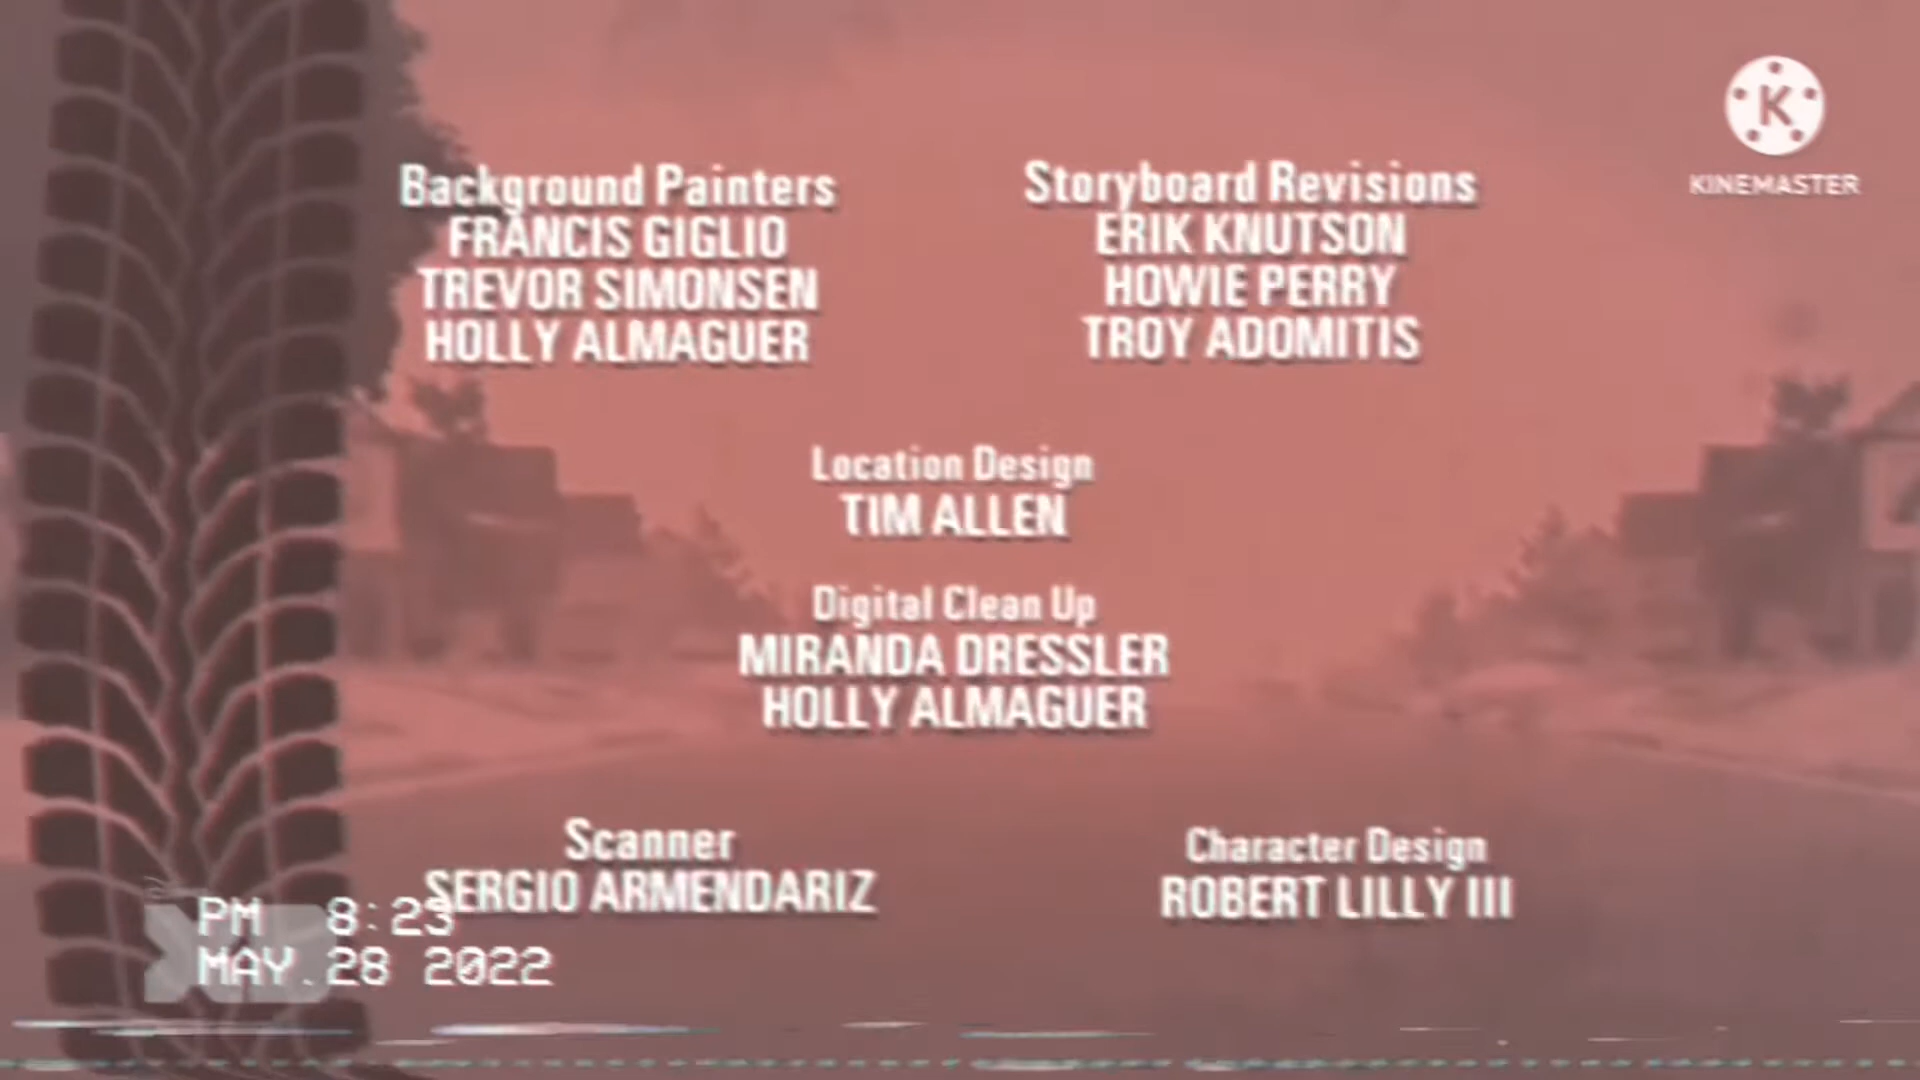 Background Painters
FRANCIS GIGLIO
TREVOR SIMONSEN
HOLLY ALMAGUER
Storyboard Revisions
ERIK KNUTSON
HOWIE PERRY
TROY ADOMITIS
K
KINEMASTER
Location Design
TIM ALLEN
Digital Clean Up
MIRANDA DRESSLER
HOLLY ALMAGUER
Scanner
SERGIO ARMENDARIZ
Character Design
ROBERT LILLY III
PM 8:23
MAY.28 2022